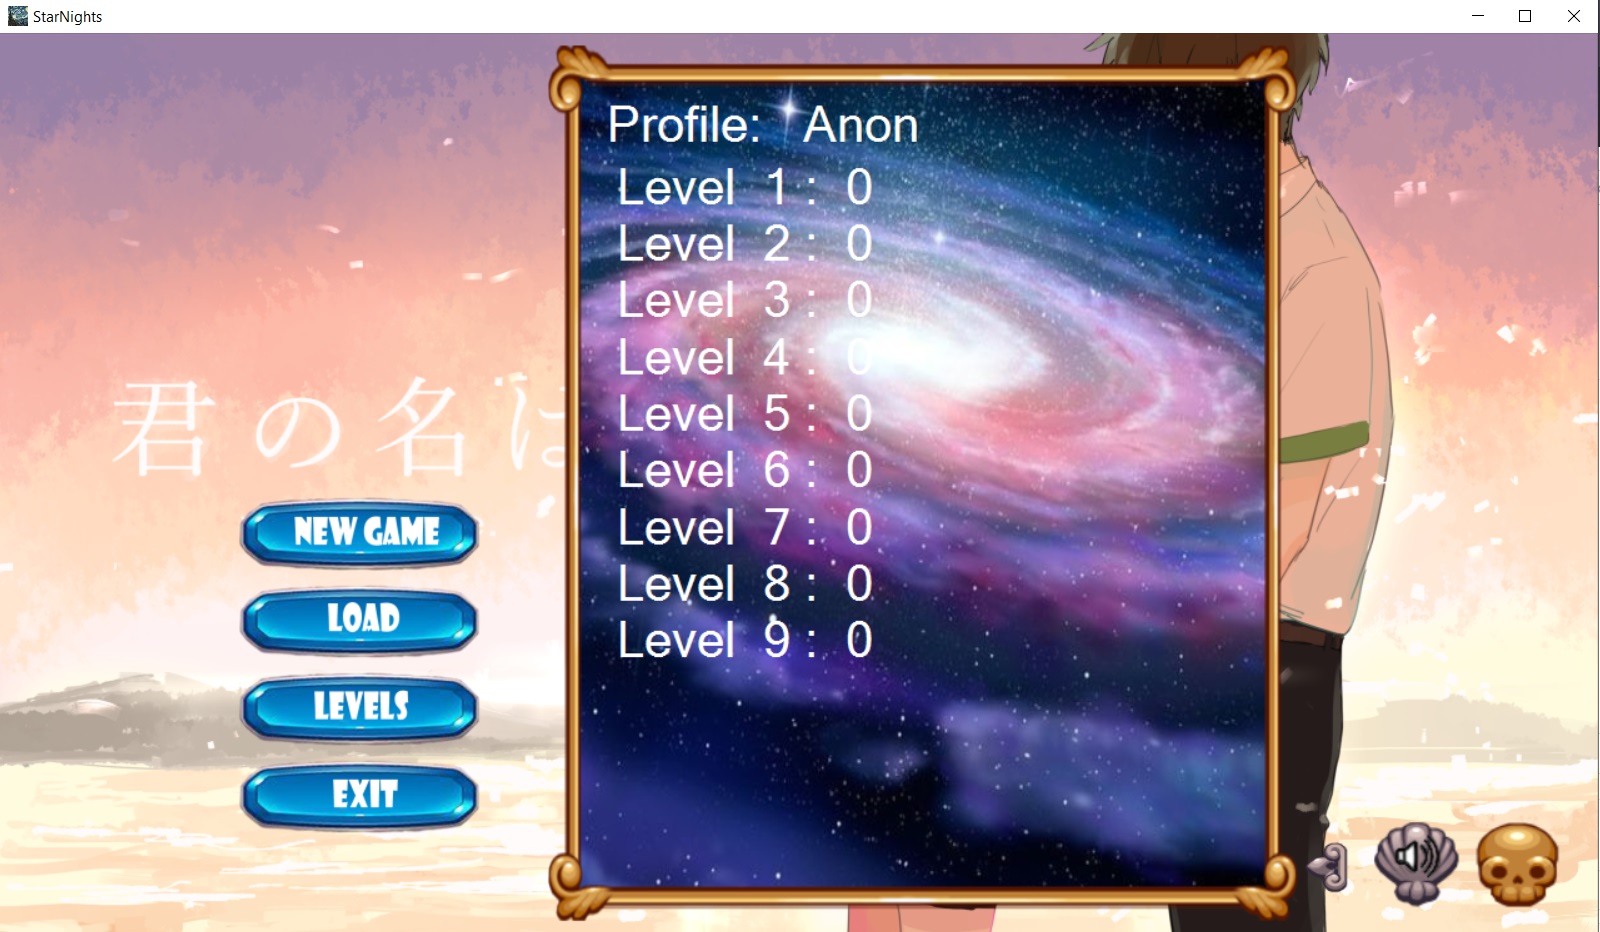 StarNights
Profile: Anon
Level 1 : 0
Level 2 : 0
Level 3 : 0
Level 4 : 0
Level 5 : 0
Level 6 : 0
Level 7 : 0
Level 8 : 0
Level 9 : 0
君の名は
NEW GAME
LOAD
LEVELS
EXIT